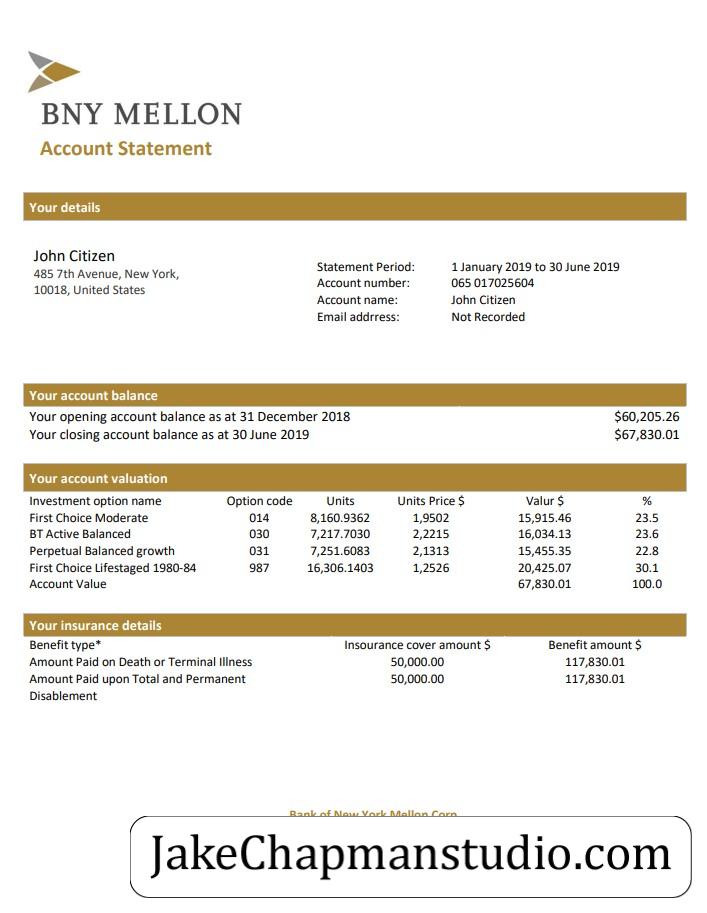 BNY MELLON
Account Statement
Your details
John Citizen
485 7th Avenue, New York,
10018, United States
Statement Period: 1 January 2019 to 30 June 2019
Account number: 065 017025604
Account name: John Citizen
Email addrress: Not Recorded
Your account balance
Your opening account balance as at 31 December 2018 $60,205.26
Your closing account balance as at 30 June 2019 $67,830.01
Your account valuation
Investment option name Option code Units Units Price $ Valur $ %
First Choice Moderate 014 8,160.9362 1,9502 15,915.46 23.5
BT Active Balanced 030 7,217.7030 2,2215 16,034.13 23.6
Perpetual Balanced growth 031 7,251.6083 2,1313 15,455.35 22.8
First Choice Lifestaged 1980-84 987 16,306.1403 1,2526 20,425.07 30.1
Account Value 67,830.01 100.0
Your insurance details
Benefit type* Insourance cover amount $ Benefit amount $
Amount Paid on Death or Terminal Illness 50,000.00 117,830.01
Amount Paid upon Total and Permanent 50,000.00 117,830.01
Disablement
Bank of New York Mellon Corp
JakeChapmanstudio.com